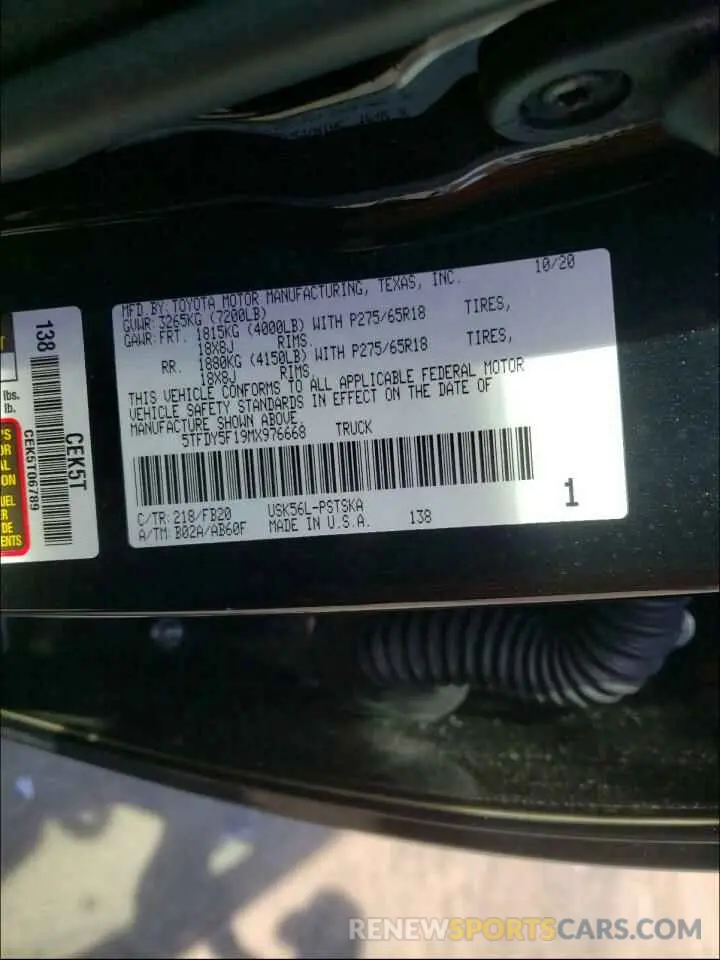 MFD.BY:TOYOTA MOTOR MANUFACTURING, TEXAS, INC. 10/20
GVWR: 3265KG (7200LB)
GAWR: FRT. 1815KG (4000LB) WITH P275/65R18 TIRES,
18X8J RIMS.
RR. 1880KG (4150LB) WITH P275/65R18 TIRES,
18X8J RIMS
THIS VEHICLE CONFORMS TO ALL APPLICABLE FEDERAL MOTOR
VEHICLE SAFETY STANDARDS IN EFFECT ON THE DATE OF
MANUFACTURE SHOWN ABOVE.
5TFDY5F19MX976668 TRUCK
C/TR: 218/FB20 USK56L-PSTSKA
A/TM: B02A/AB60F MADE IN U.S.A. 138
1
138
CEK5T
CEK5T06789
lbs.
lb.
RENEWSPORTSCARS.COM